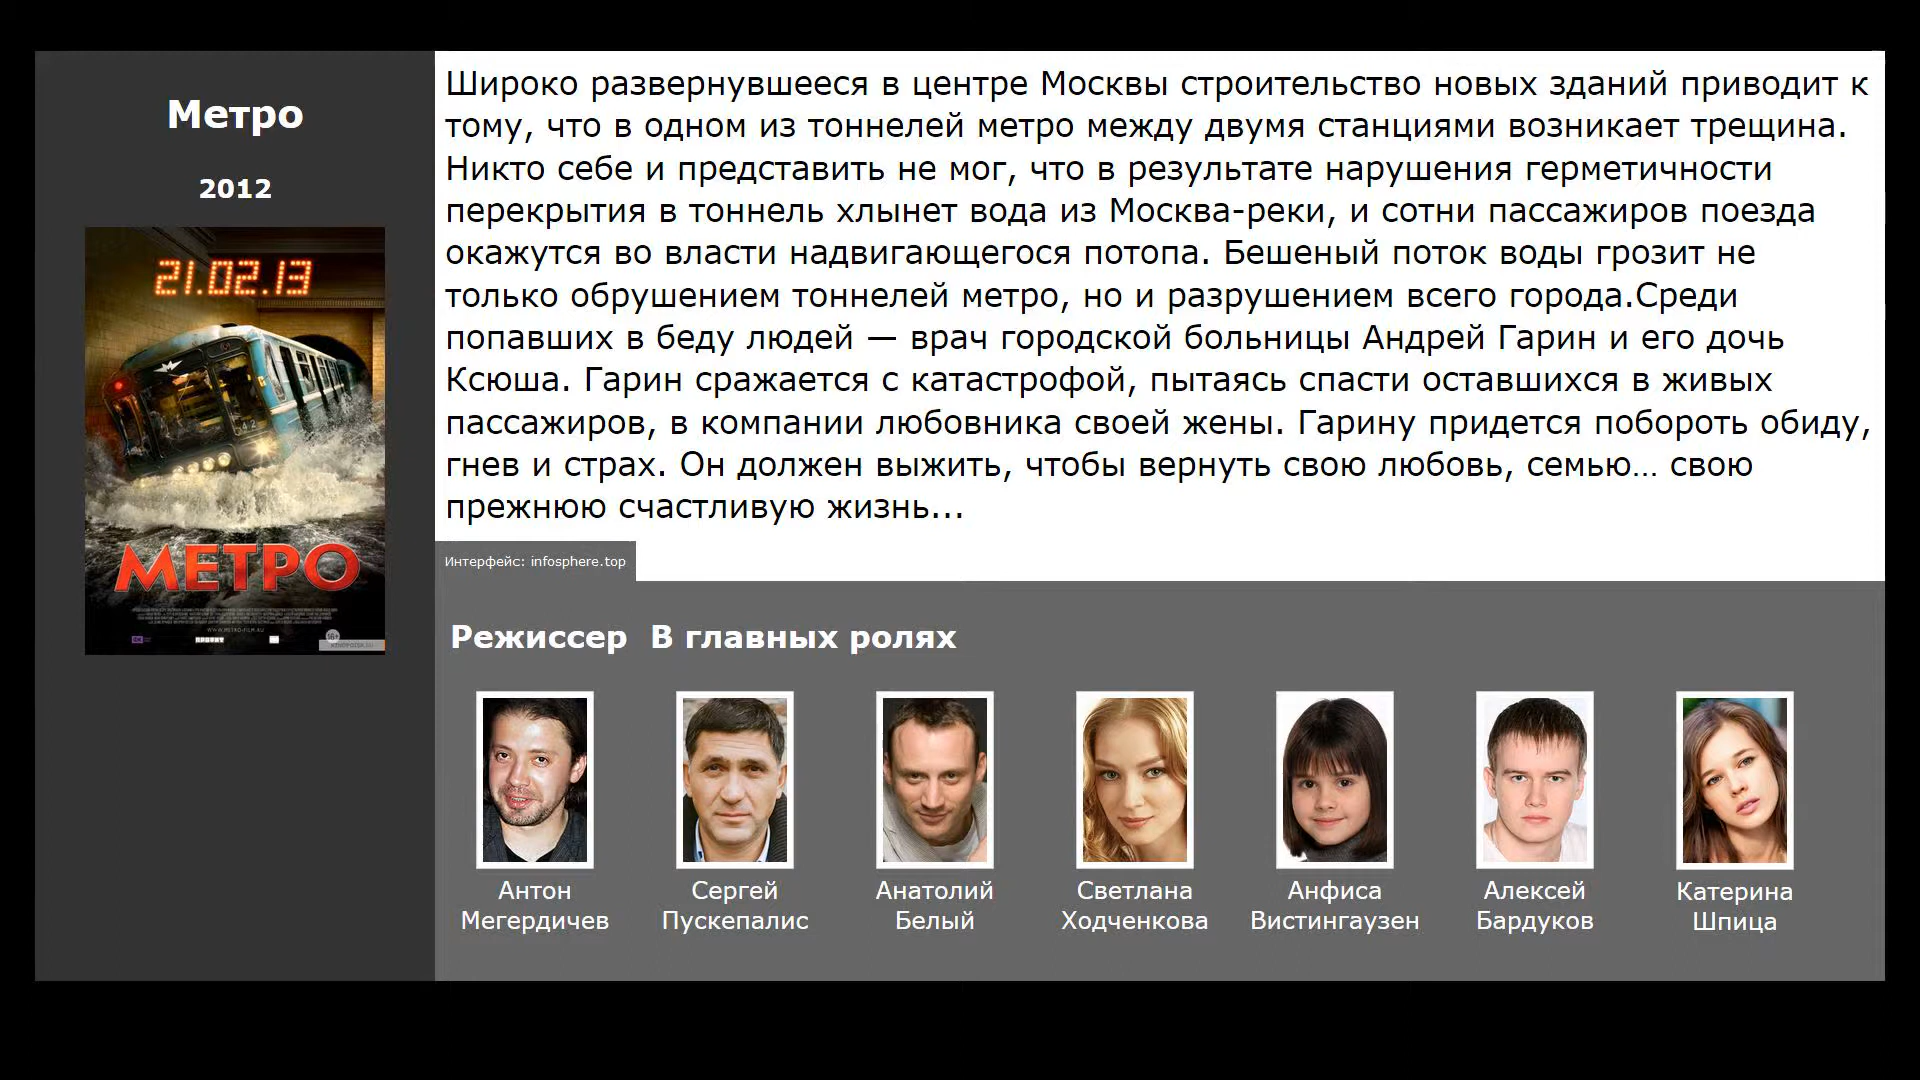 Метро
2012
21.02.13
42
МЕТРО
WWW.METRO-FILM.RU
16+
Широко развернувшееся в центре Москвы строительство новых зданий приводит к
тому, что в одном из тоннелей метро между двумя станциями возникает трещина.
Никто себе и представить не мог, что в результате нарушения герметичности
перекрытия в тоннель хлынет вода из Москва-реки, и сотни пассажиров поезда
окажутся во власти надвигающегося потопа. Бешеный поток воды грозит не
только обрушением тоннелей метро, но и разрушением всего города.Среди
попавших в беду людей — врач городской больницы Андрей Гарин и его дочь
Ксюша. Гарин сражается с катастрофой, пытаясь спасти оставшихся в живых
пассажиров, в компании любовника своей жены. Гарину придется побороть обиду,
гнев и страх. Он должен выжить, чтобы вернуть свою любовь, семью… свою
прежнюю счастливую жизнь...
Интерфейс: infosphere.top
Режиссер В главных ролях
Антон
Мегердичев
Сергей
Пускепалис
Анатолий
Белый
Светлана
Ходченкова
Анфиса
Вистингаузен
Алексей
Бардуков
Катерина
Шпица